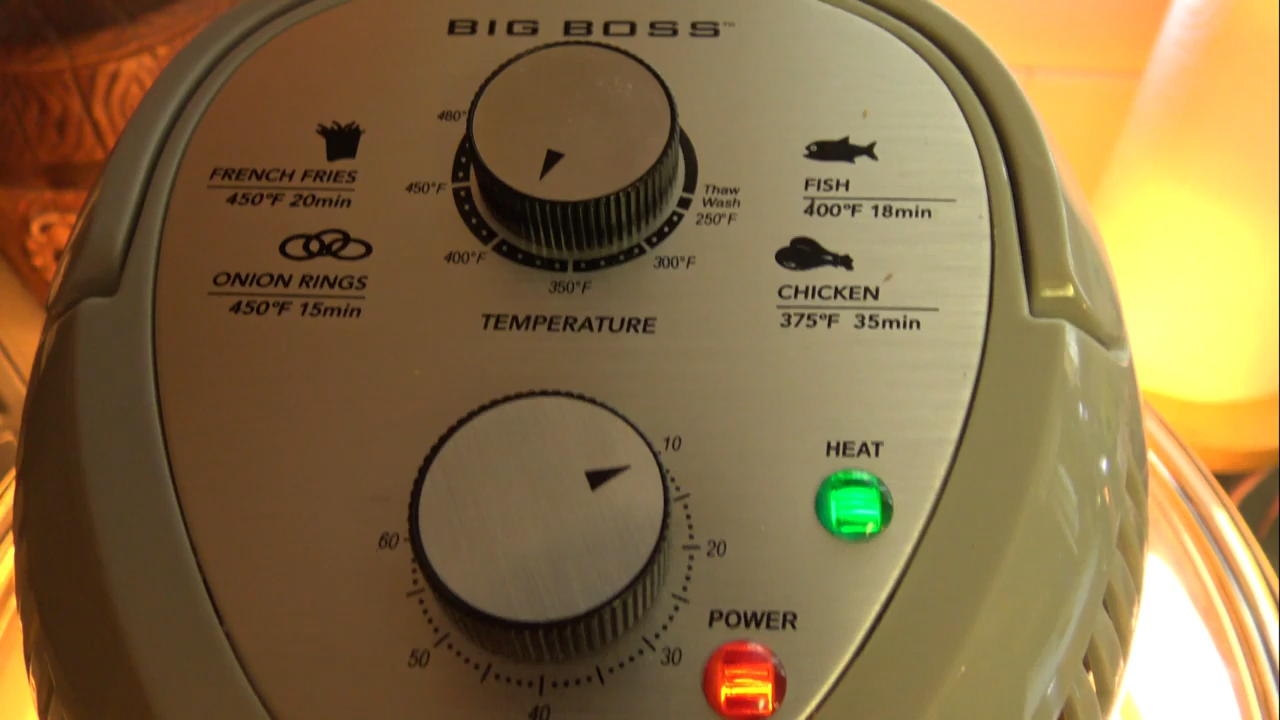 BIG BOSS™
480°
450°F
400°F
350°F
300°F
Thaw
Wash
250°F
TEMPERATURE
FRENCH FRIES
450°F 20min
ONION RINGS
450°F 15min
FISH
400°F 18min
CHICKEN
375°F 35min
10
20
30
40
50
60
HEAT
POWER